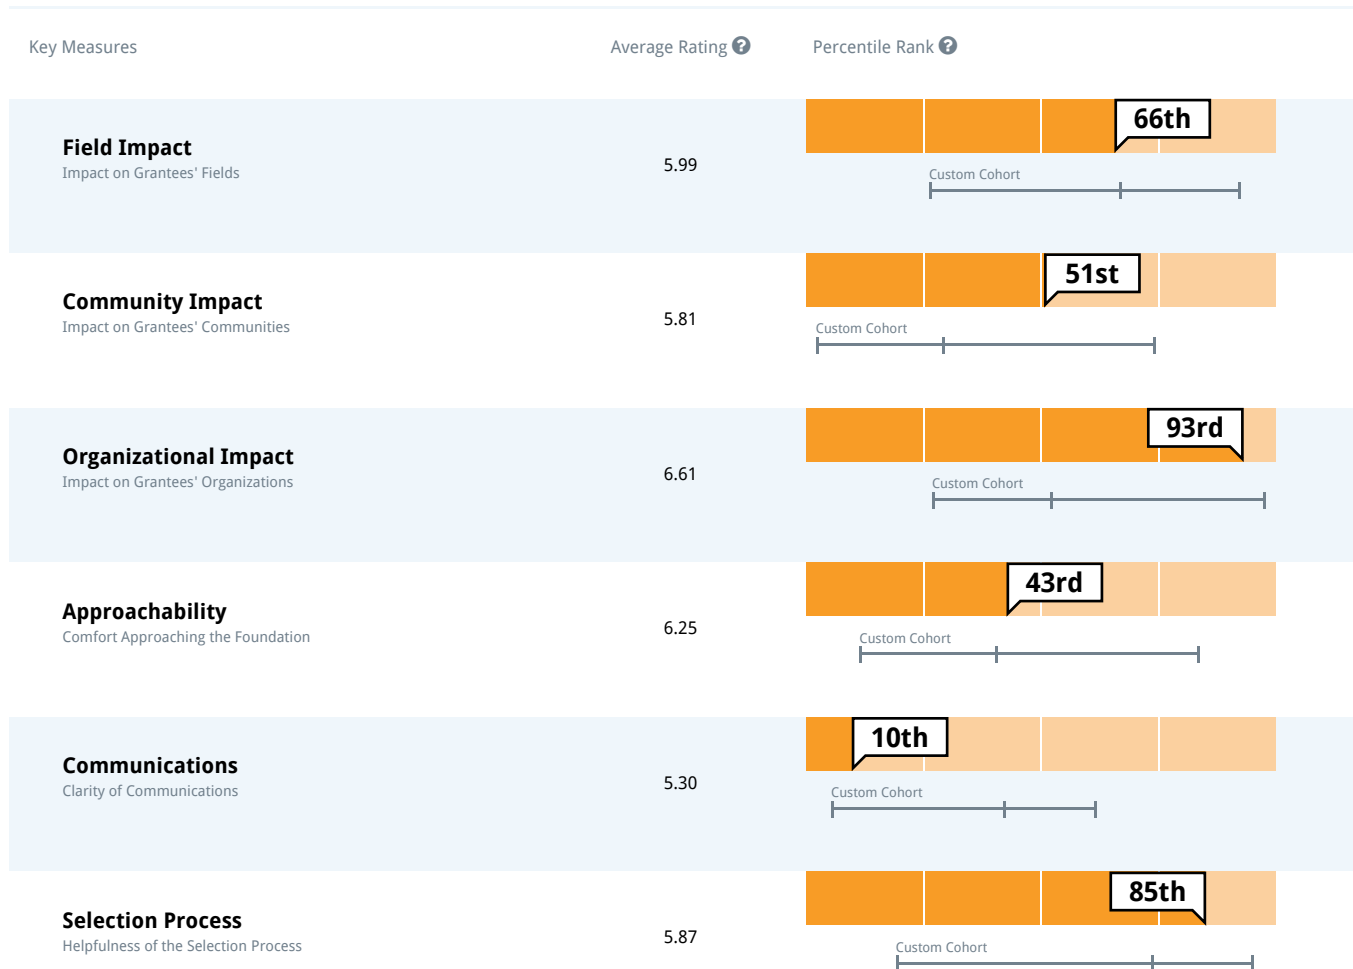 Key Measures
Average Rating ?
Percentile Rank ?
Field Impact
Impact on Grantees' Fields
5.99
66th
Custom Cohort
Community Impact
Impact on Grantees' Communities
5.81
51st
Custom Cohort
Organizational Impact
Impact on Grantees' Organizations
6.61
93rd
Custom Cohort
Approachability
Comfort Approaching the Foundation
6.25
43rd
Custom Cohort
Communications
Clarity of Communications
5.30
10th
Custom Cohort
Selection Process
Helpfulness of the Selection Process
5.87
85th
Custom Cohort